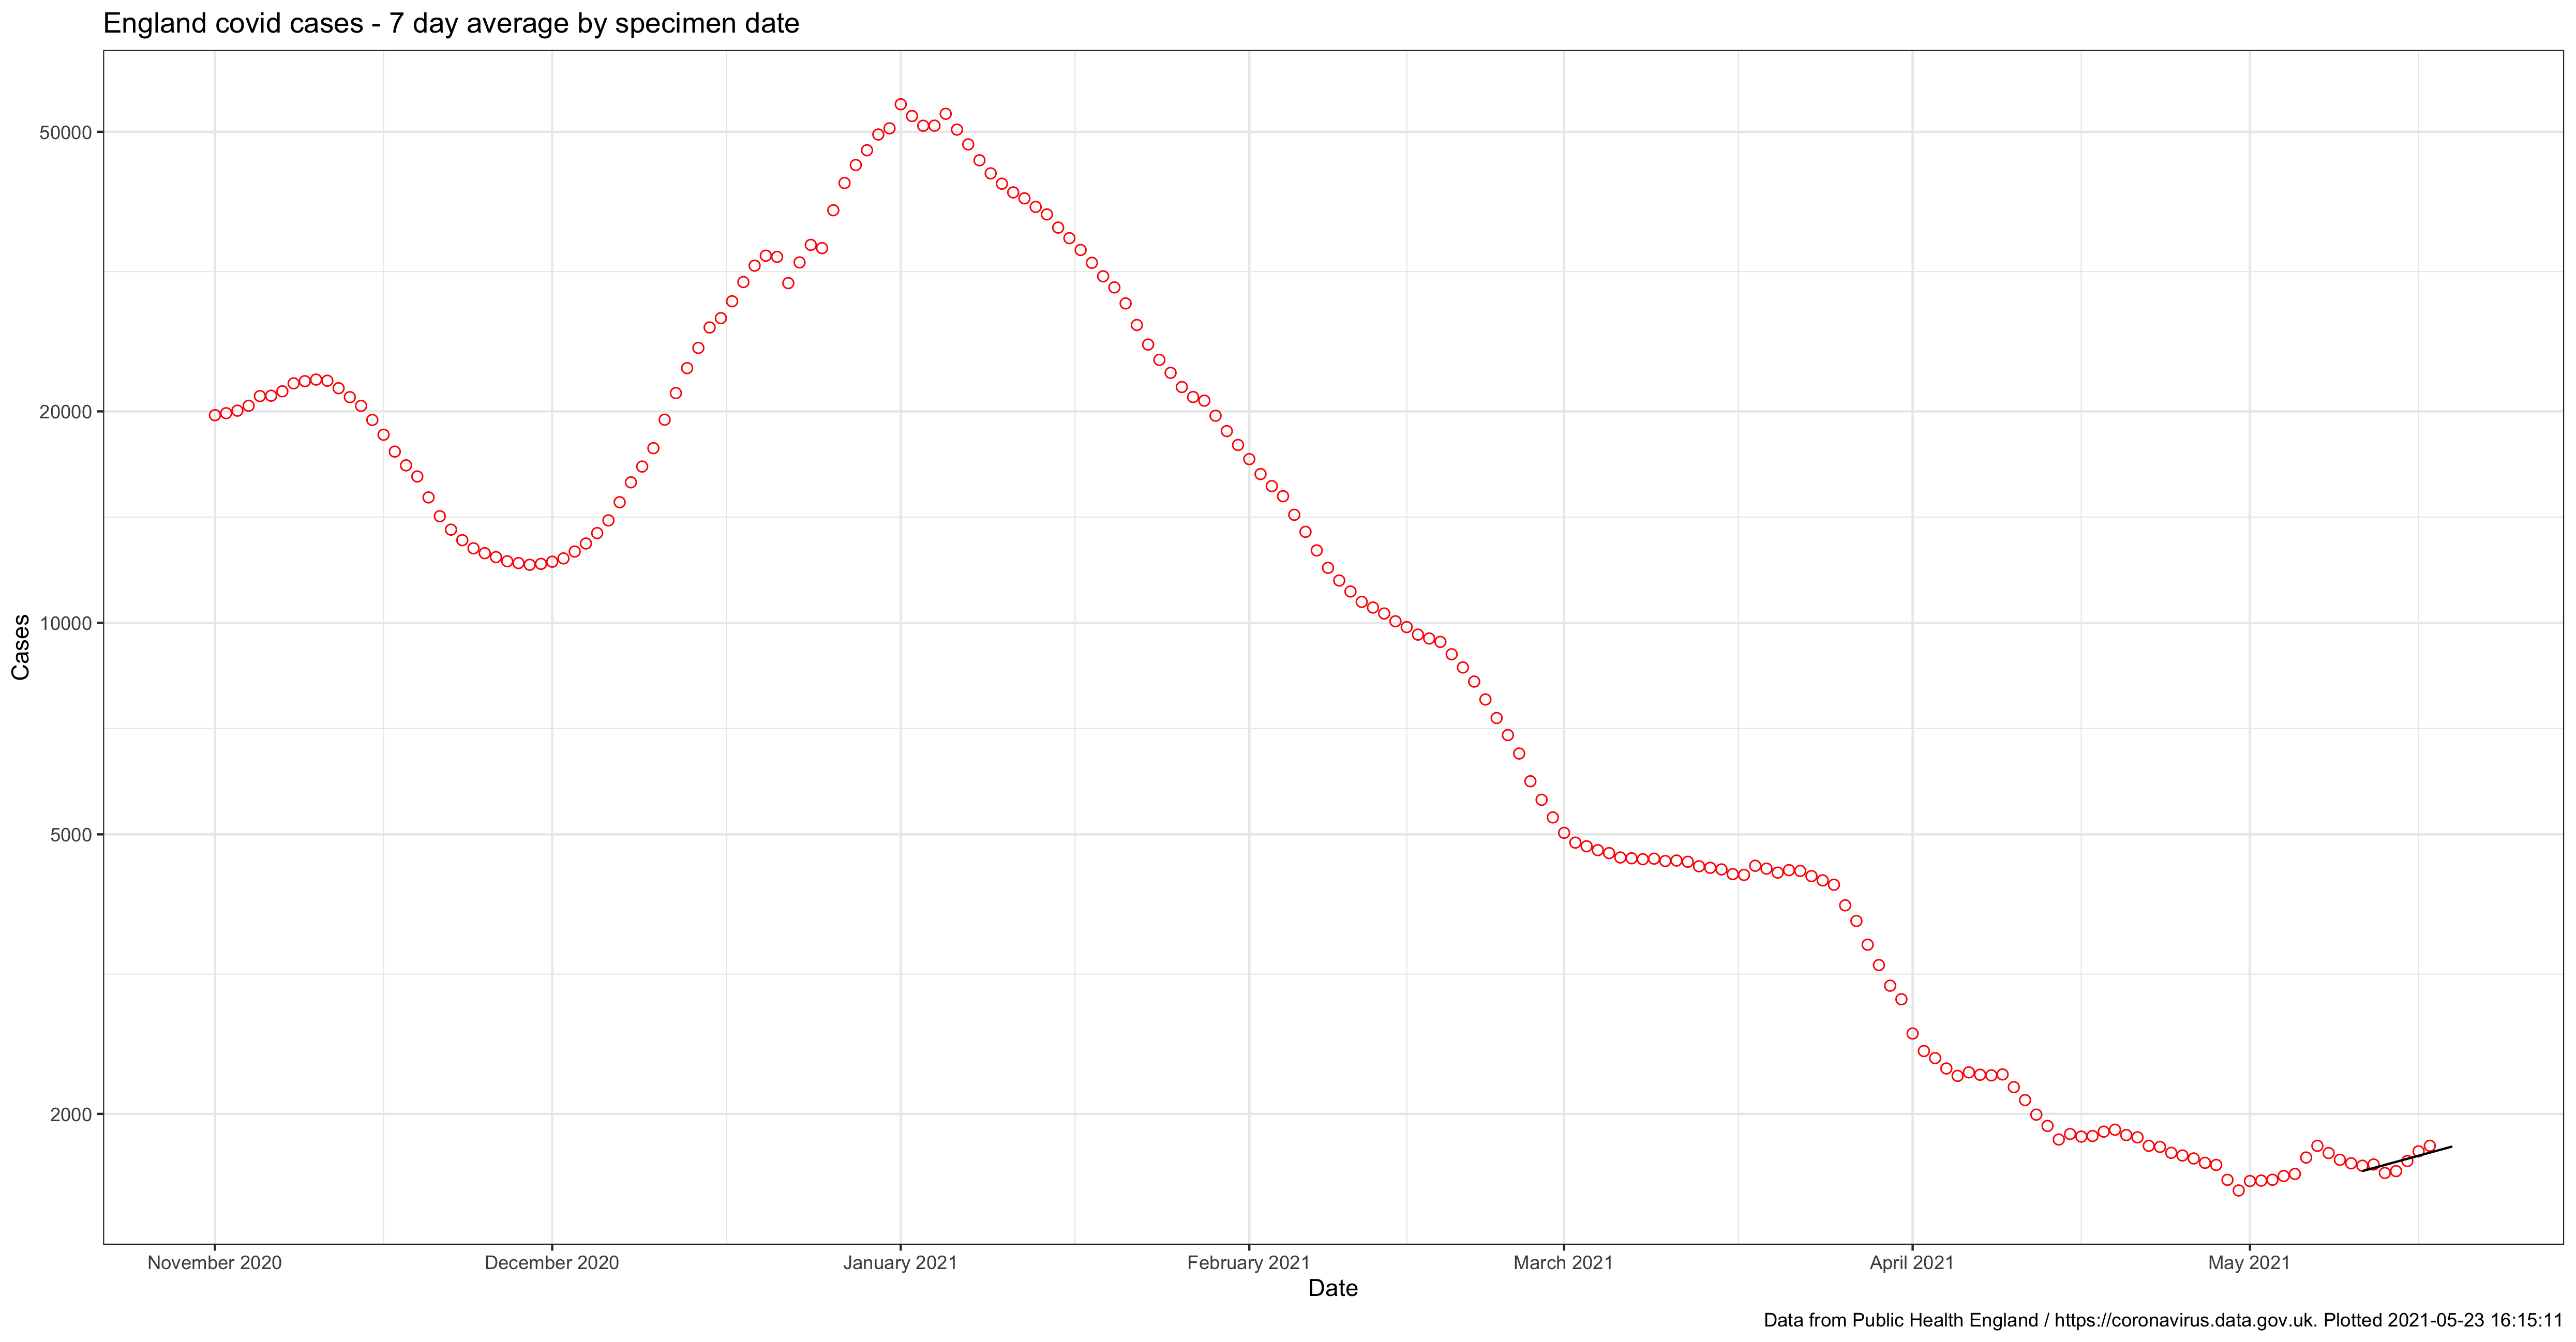 England covid cases - 7 day average by specimen date
Cases
50000
20000
10000
5000
2000
November 2020
December 2020
January 2021
February 2021
March 2021
April 2021
May 2021
Date
Data from Public Health England / https://coronavirus.data.gov.uk. Plotted 2021-05-23 16:15:11